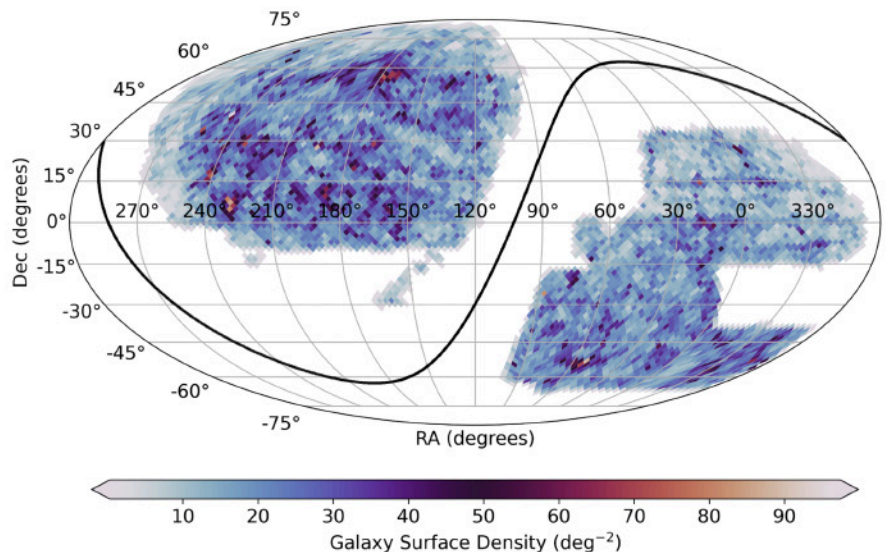 75°
60°
45°
30°
15°
0°
-15°
-30°
-45°
-60°
-75°
Dec (degrees)
270° 240° 210° 180° 150° 120° 90° 60° 30° 0° 330°
RA (degrees)
10 20 30 40 50 60 70 80 90
Galaxy Surface Density (deg⁻²)